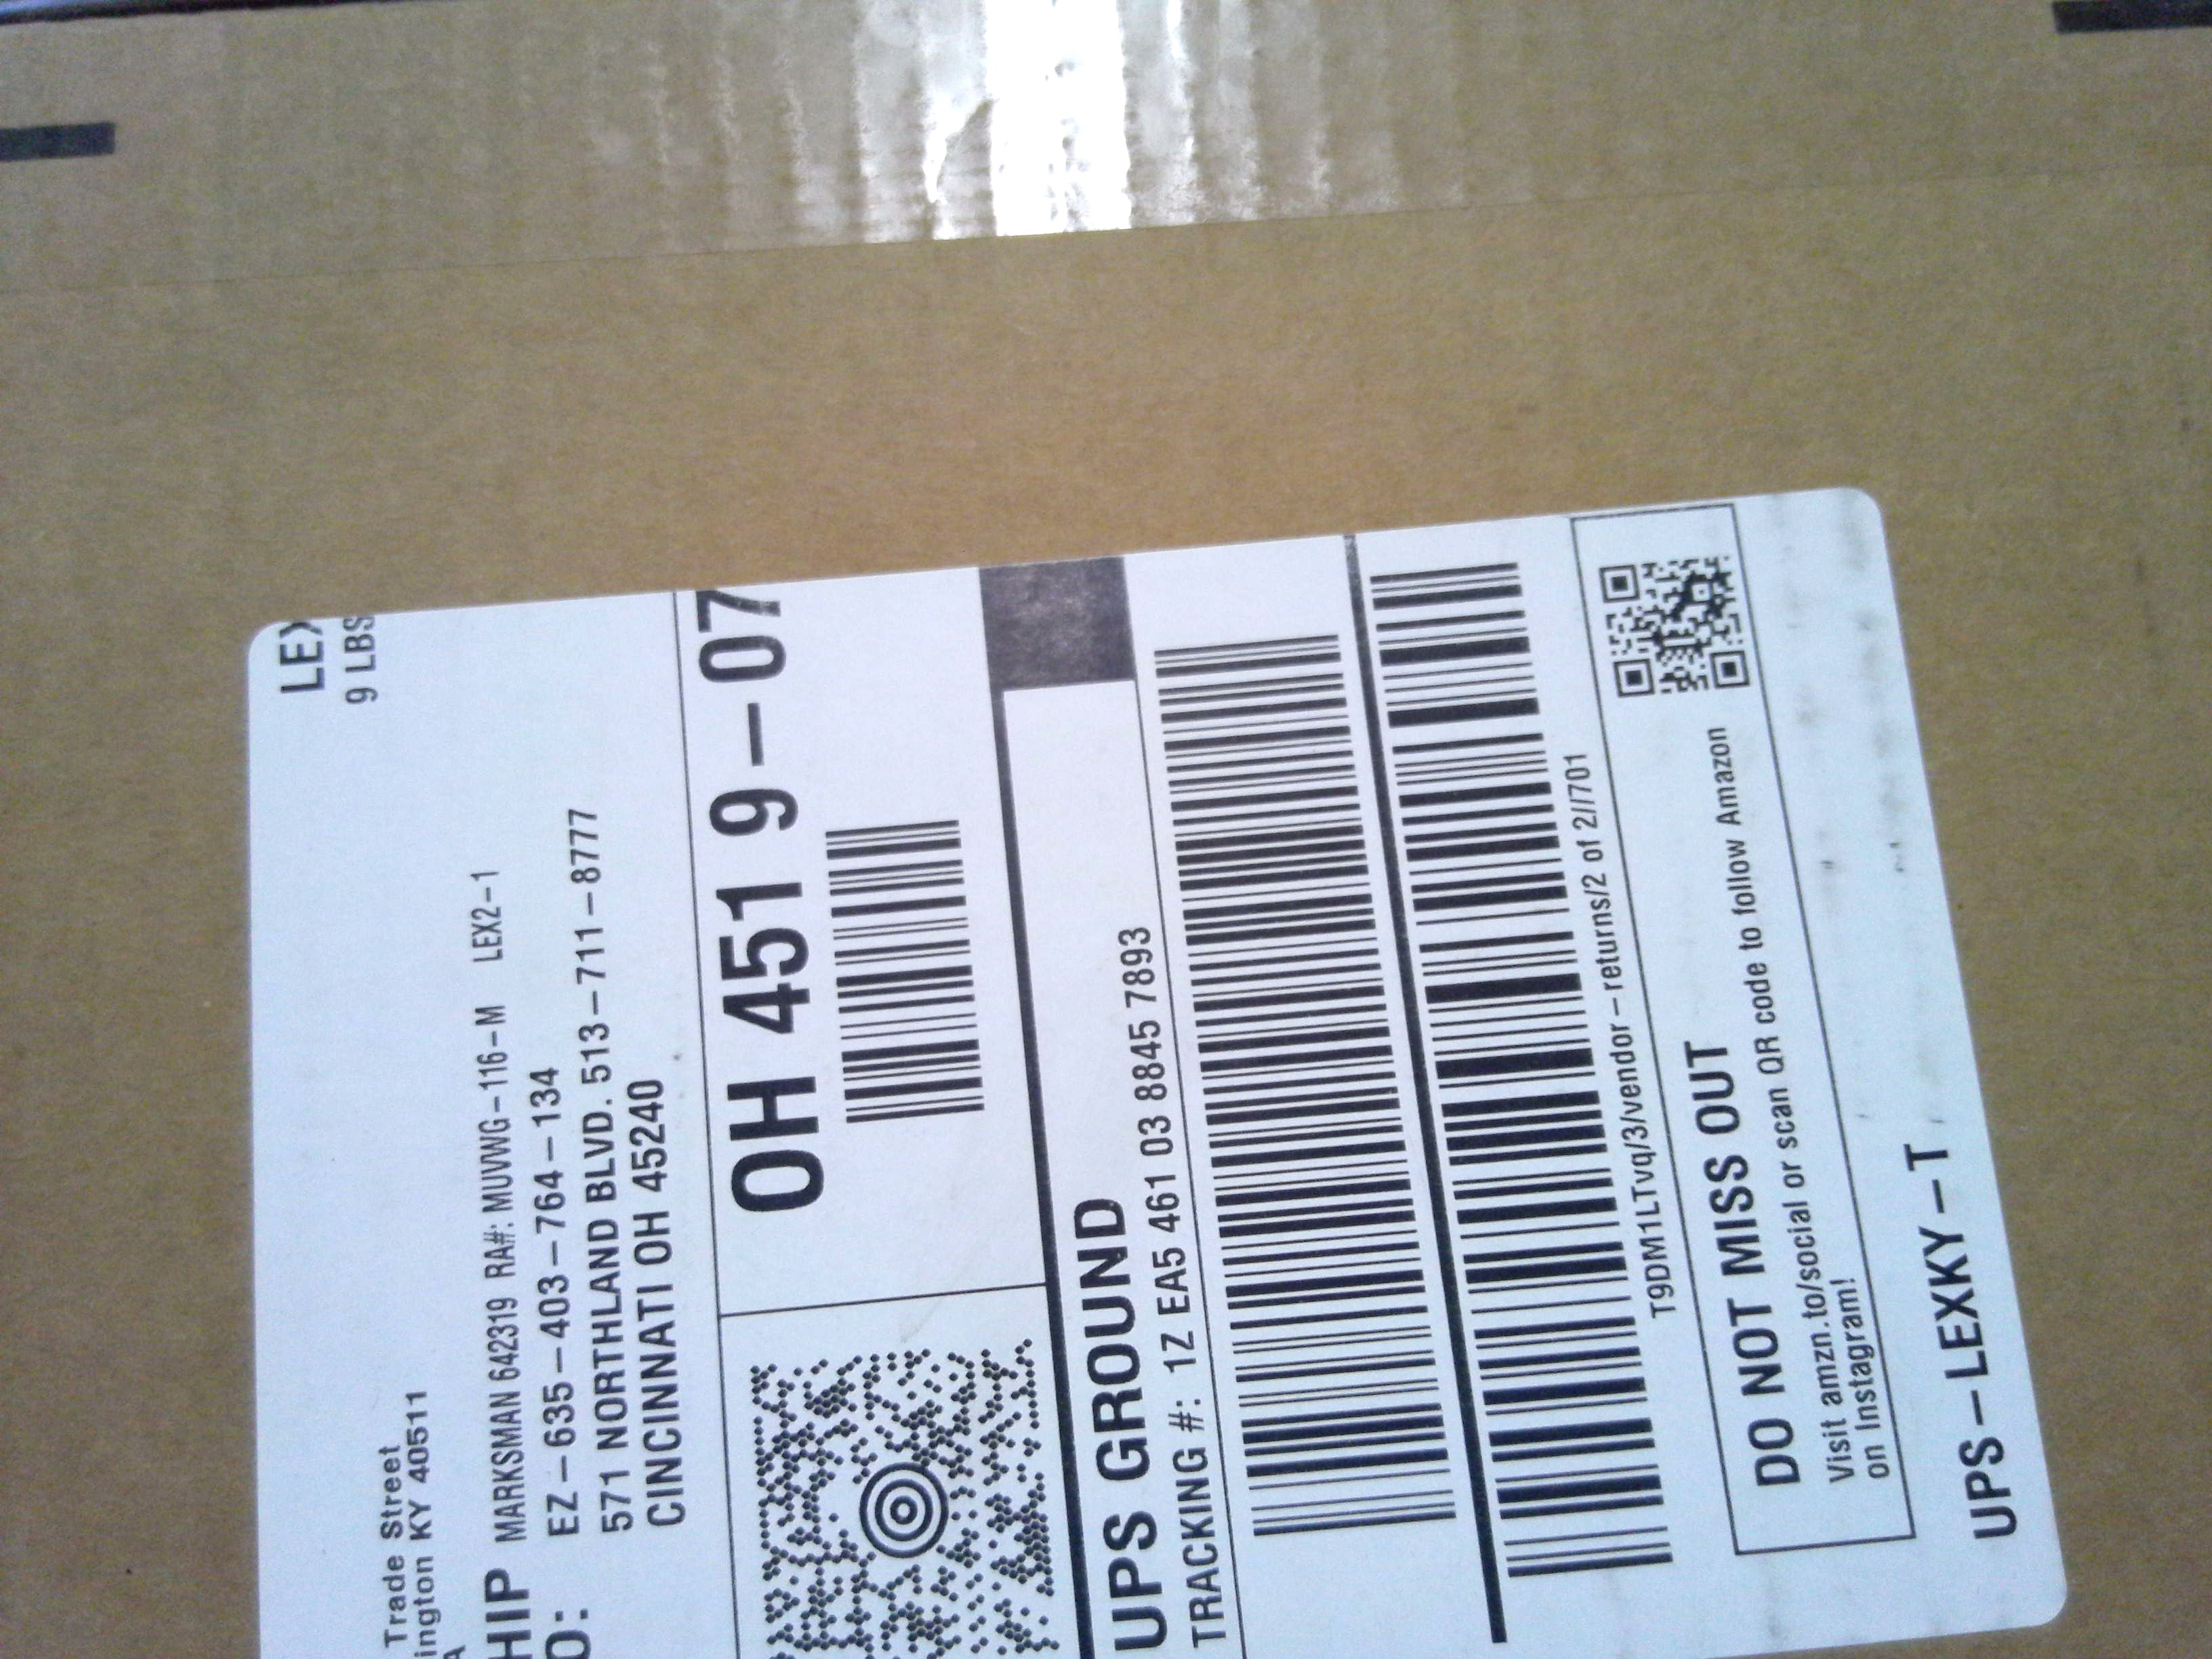 LEX
9 LBS
Trade Street
ington KY 40511
A
HIP
O:
MARKSMAN 642319 RA#: MUVWG-116-M LEX2-1
EZ-635-403-764-134
571 NORTHLAND BLVD. 513-711-8777
CINCINNATI OH 45240
OH 451 9-07
UPS GROUND
TRACKING #: 1Z EA5 461 03 8845 7893
T9DM1LTvq/3/vendor-returns/2 of 2//701
DO NOT MISS OUT
Visit amzn.to/social or scan QR code to follow Amazon
on Instagram!
UPS-LEXKY-T